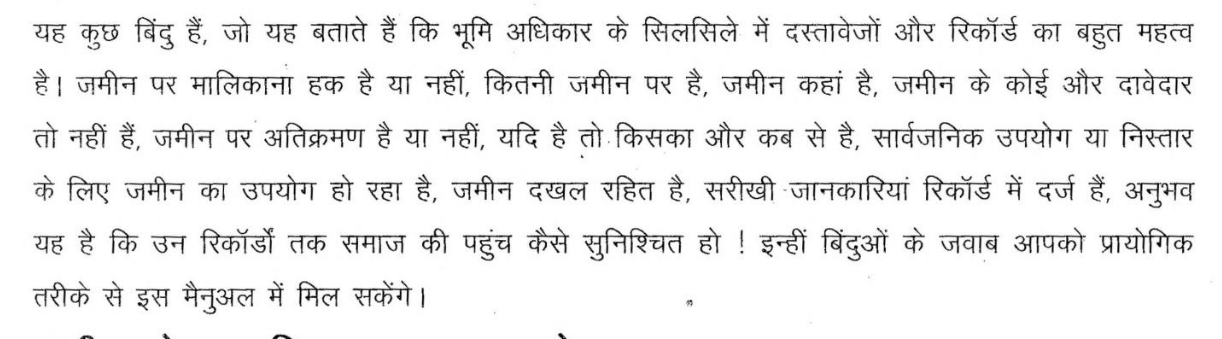 यह कुछ बिंदु हैं, जो यह बताते हैं कि भूमि अधिकार के सिलसिले में दस्तावेजों और रिकॉर्ड का बहुत महत्व
है। जमीन पर मालिकाना हक है या नहीं, कितनी जमीन पर है, जमीन कहां है, जमीन के कोई और दावेदार
तो नहीं हैं, जमीन पर अतिक्रमण है या नहीं, यदि है तो किसका और कब से है, सार्वजनिक उपयोग या निस्तार
के लिए जमीन का उपयोग हो रहा है, जमीन दखल रहित है, सरीखी जानकारियां रिकॉर्ड में दर्ज हैं, अनुभव
यह है कि उन रिकॉर्डों तक समाज की पहुंच कैसे सुनिश्चित हो ! इन्हीं बिंदुओं के जवाब आपको प्रायोगिक
तरीके से इस मैनुअल में मिल सकेंगे।